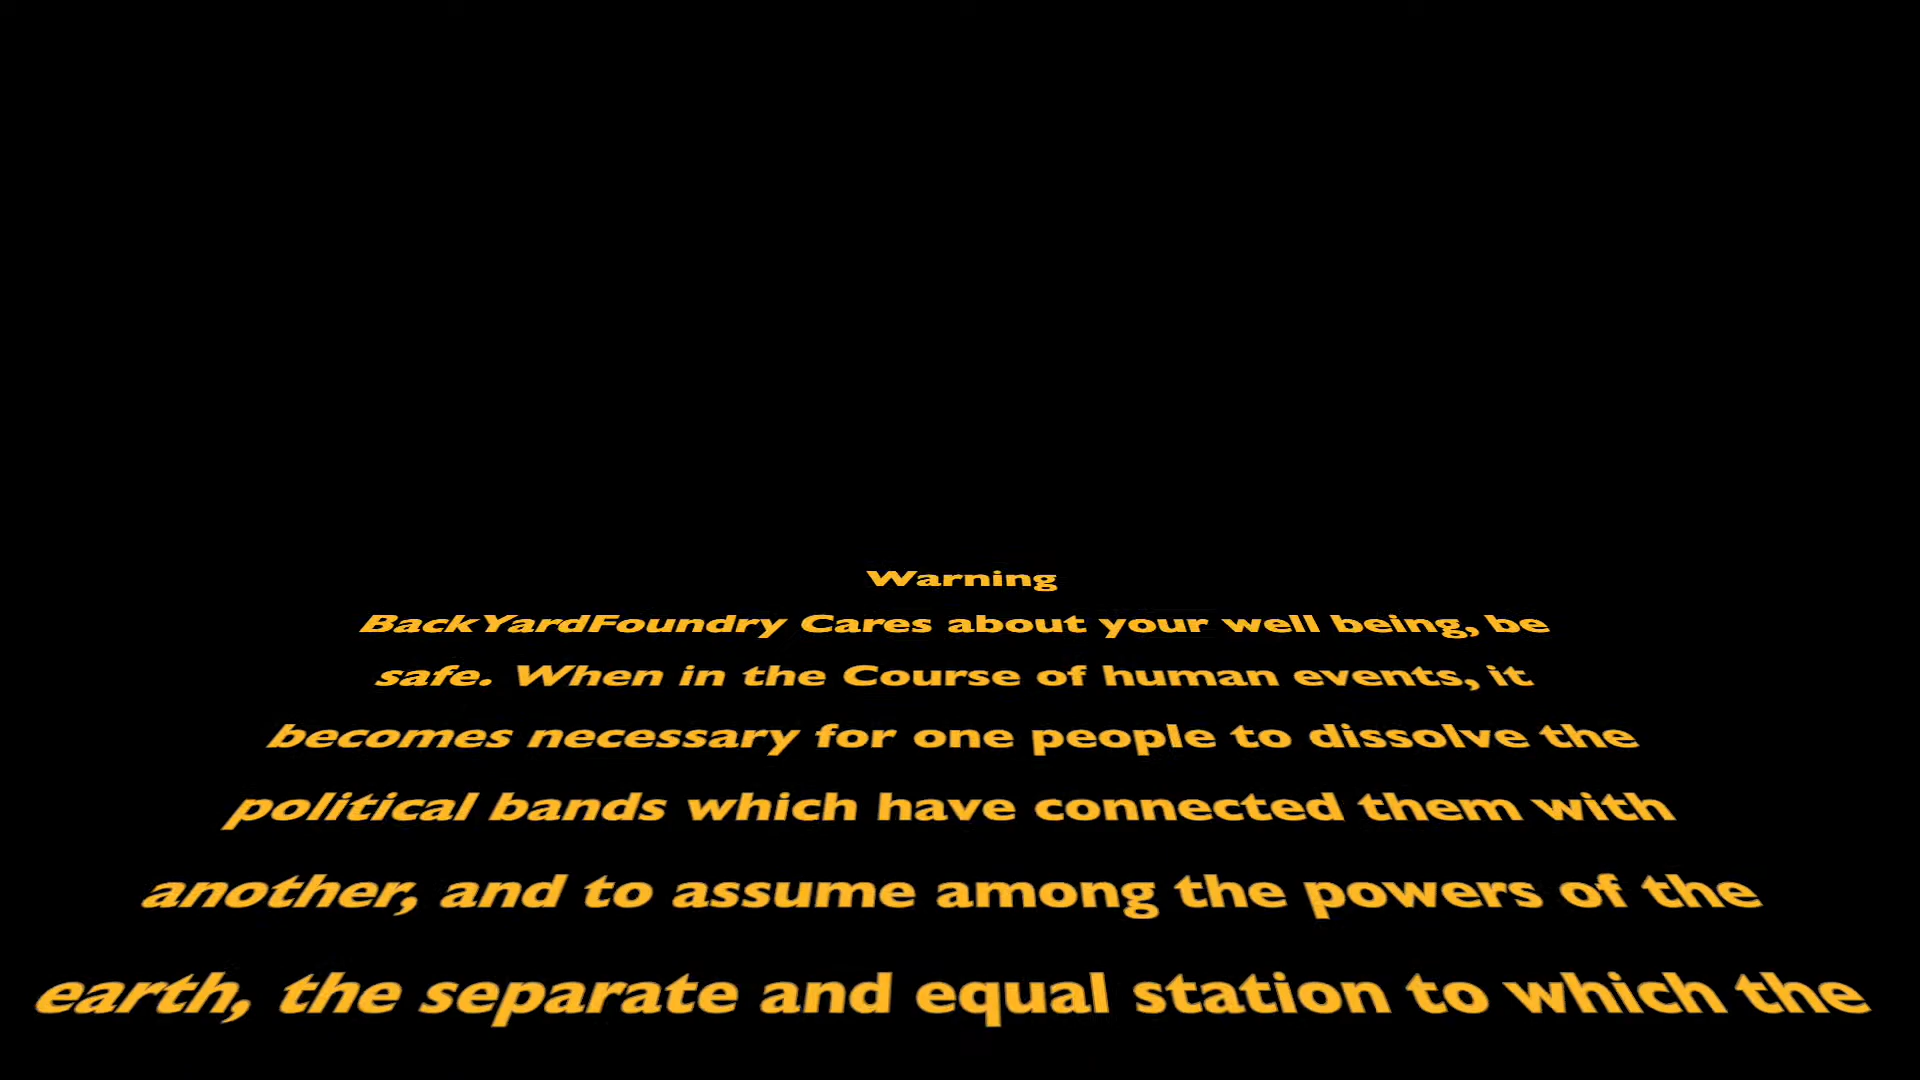 Warning
BackYardFoundry Cares about your well being, be
safe. When in the Course of human events, it
becomes necessary for one people to dissolve the
political bands which have connected them with
another, and to assume among the powers of the
earth, the separate and equal station to which the